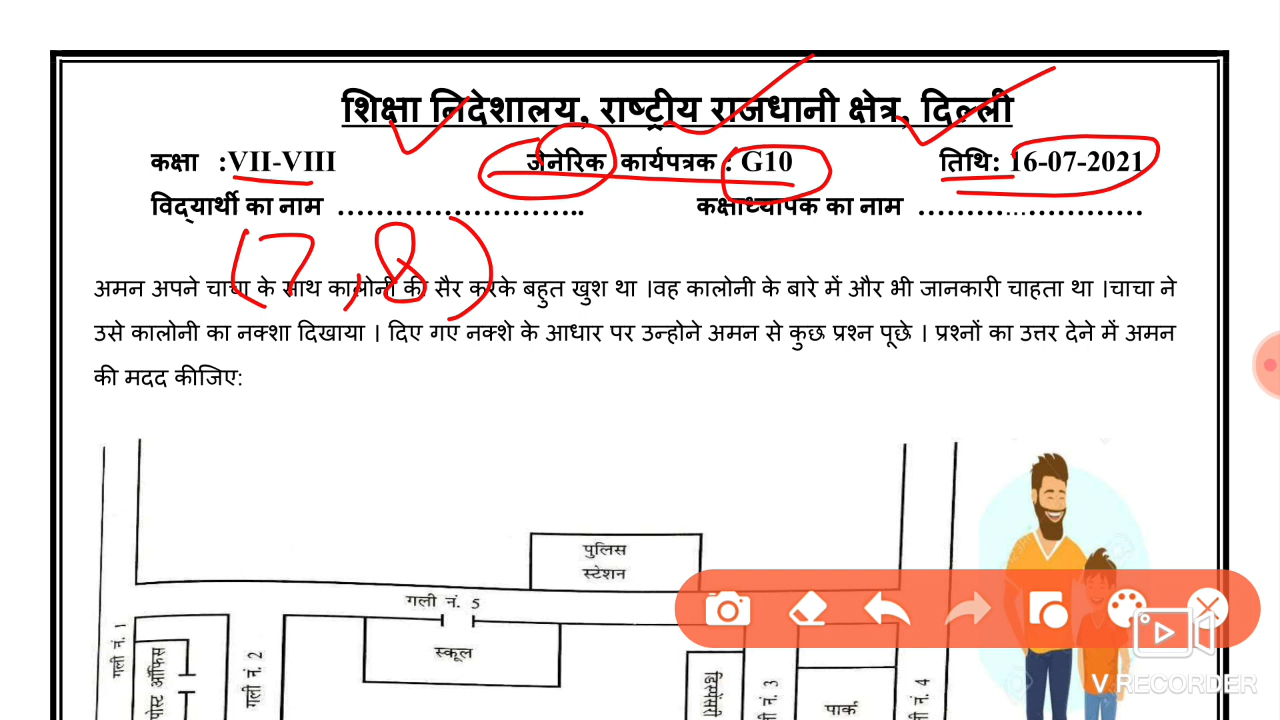 शिक्षा निदेशालय, राष्ट्रीय राजधानी क्षेत्र, दिल्ली
कक्षा :VII-VIII जेनेरिक कार्यपत्रक : G10 तिथि: 16-07-2021
विद्यार्थी का नाम ........................... कक्षाध्यापक का नाम ........................
(7,8)
अमन अपने चाचा के साथ कालोनी की सैर करके बहुत खुश था ।वह कालोनी के बारे में और भी जानकारी चाहता था ।चाचा ने
उसे कालोनी का नक्शा दिखाया । दिए गए नक्शे के आधार पर उन्होने अमन से कुछ प्रश्न पूछे । प्रश्नों का उत्तर देने में अमन
की मदद कीजिए:
पुलिस
स्टेशन
गली नं. 5
गली नं. 1
पोस्ट ऑफिस
गली नं. 2
स्कूल
डिस्पेंसरी
गली नं. 3
पार्क
गली नं. 4
V RECORDER